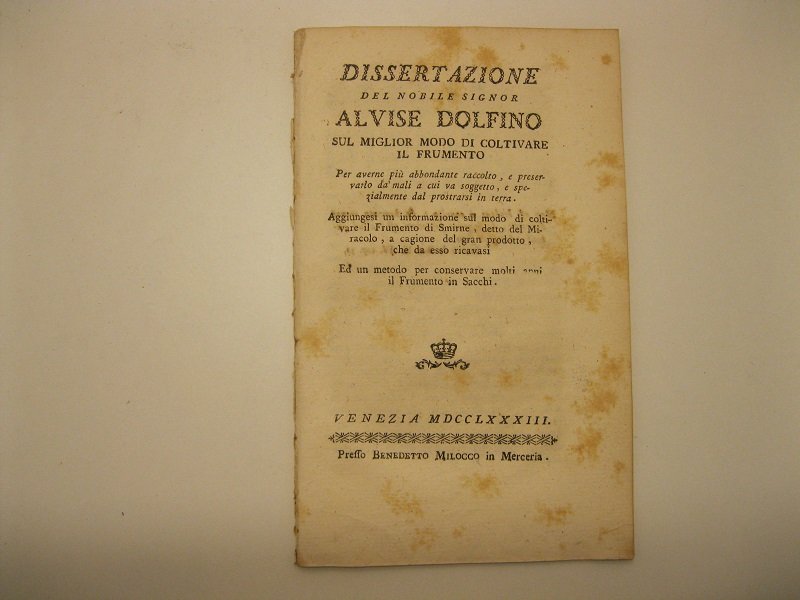 DISSERTAZIONE
DEL NOBILE SIGNOR
ALVISE DOLFINO
SUL MIGLIOR MODO DI COLTIVARE
IL FRUMENTO
Per averne più abbondante raccolto, e preser-
varlo da' mali a cui va soggetto, e spe-
zialmente dal prostrarsi in terra.
Aggiungesi un informazione sul modo di colti-
vare il Frumento di Smirne, detto del Mi-
racolo, a cagione del gran prodotto,
che da esso ricavasi
Ed un metodo per conservare molti anni
il Frumento in Sacchi.
VENEZIA MDCCLXXXIII.
Presso BENEDETTO MILOCCO in Merceria.